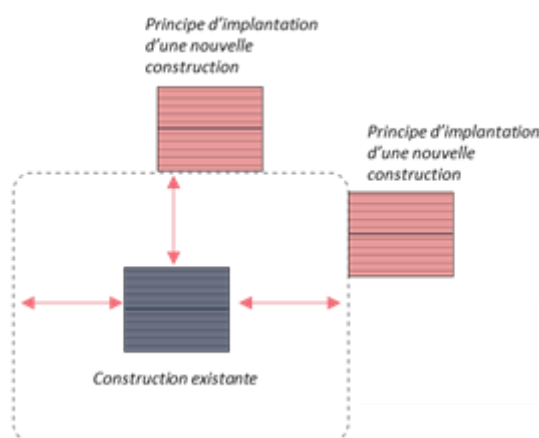 Principe d'implantation
d'une nouvelle
construction
Principe d'implantation
d'une nouvelle
construction
Construction existante